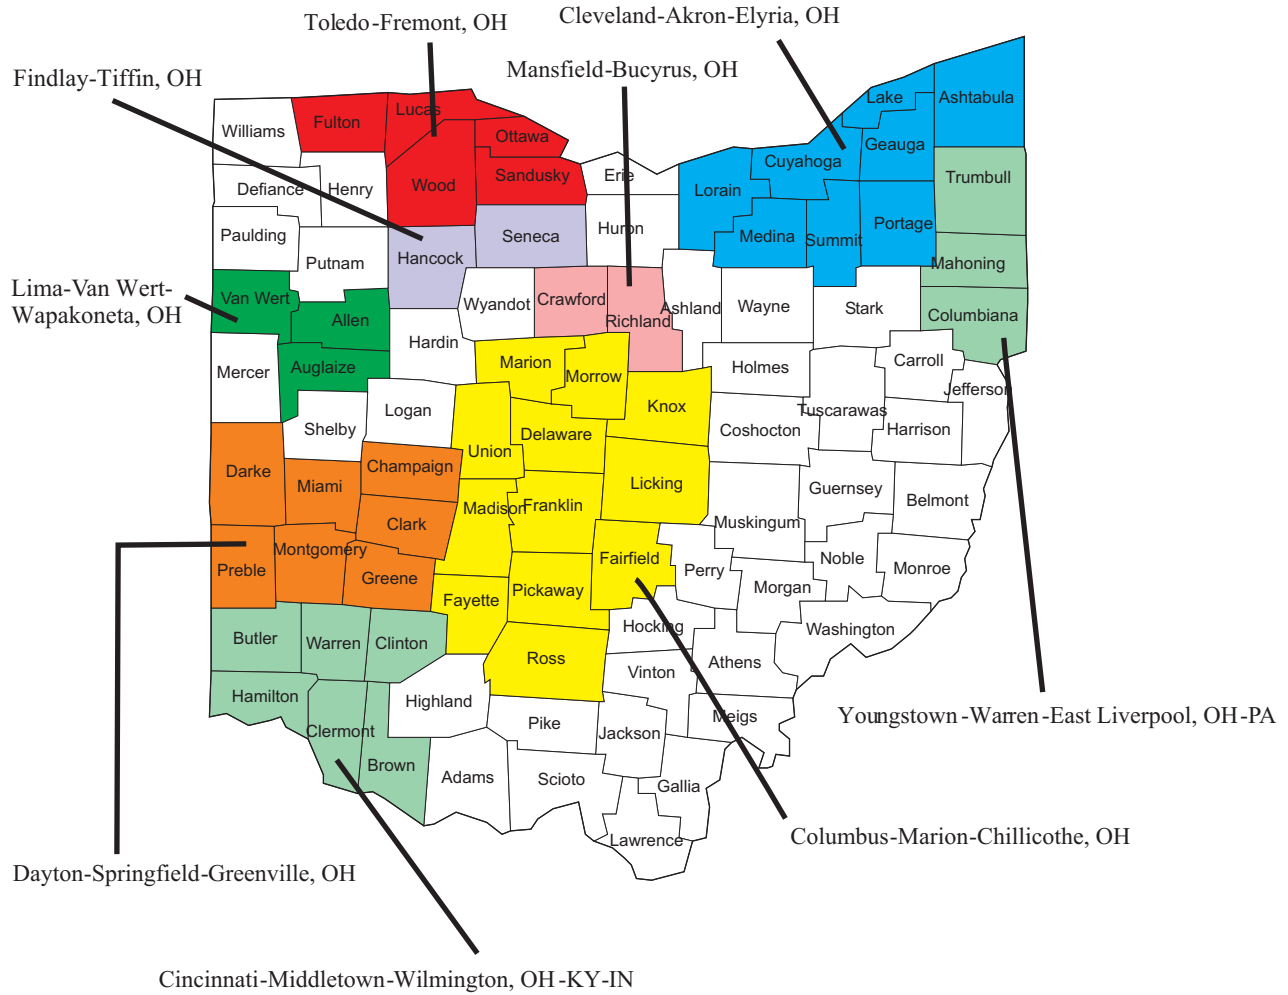 Cleveland-Akron-Elyria, OH
Toledo-Fremont, OH
Mansfield-Bucyrus, OH
Findlay-Tiffin, OH
Lake
Ashtabula
Lucas
Fulton
Williams
Ottawa
Geauga
Cuyahoga
Erie
Sandusky
Trumbull
Wood
Defiance
Henry
Lorain
Portage
Huron
Paulding
Seneca
Medina
Summit
Hancock
Putnam
Mahoning
Lima-Van Wert-
Wapakoneta, OH
Van Wert
Crawford
Wyandot
Ashland
Wayne
Stark
Columbiana
Allen
Richland
Hardin
Marion
Carroll
Mercer
Auglaize
Holmes
Morrow
Jefferson
Knox
Logan
Tuscarawas
Shelby
Delaware
Coshocton
Harrison
Union
Champaign
Darke
Miami
Licking
Guernsey
Belmont
Madison
Franklin
Clark
Muskingum
Montgomery
Fairfield
Noble
Preble
Greene
Perry
Monroe
Morgan
Pickaway
Fayette
Hocking
Washington
Butler
Warren
Clinton
Ross
Athens
Vinton
Hamilton
Highland
Youngstown-Warren-East Liverpool, OH-PA
Meigs
Pike
Clermont
Jackson
Brown
Adams
Scioto
Gallia
Columbus-Marion-Chillicothe, OH
Lawrence
Dayton-Springfield-Greenville, OH
Cincinnati-Middletown-Wilmington, OH-KY-IN